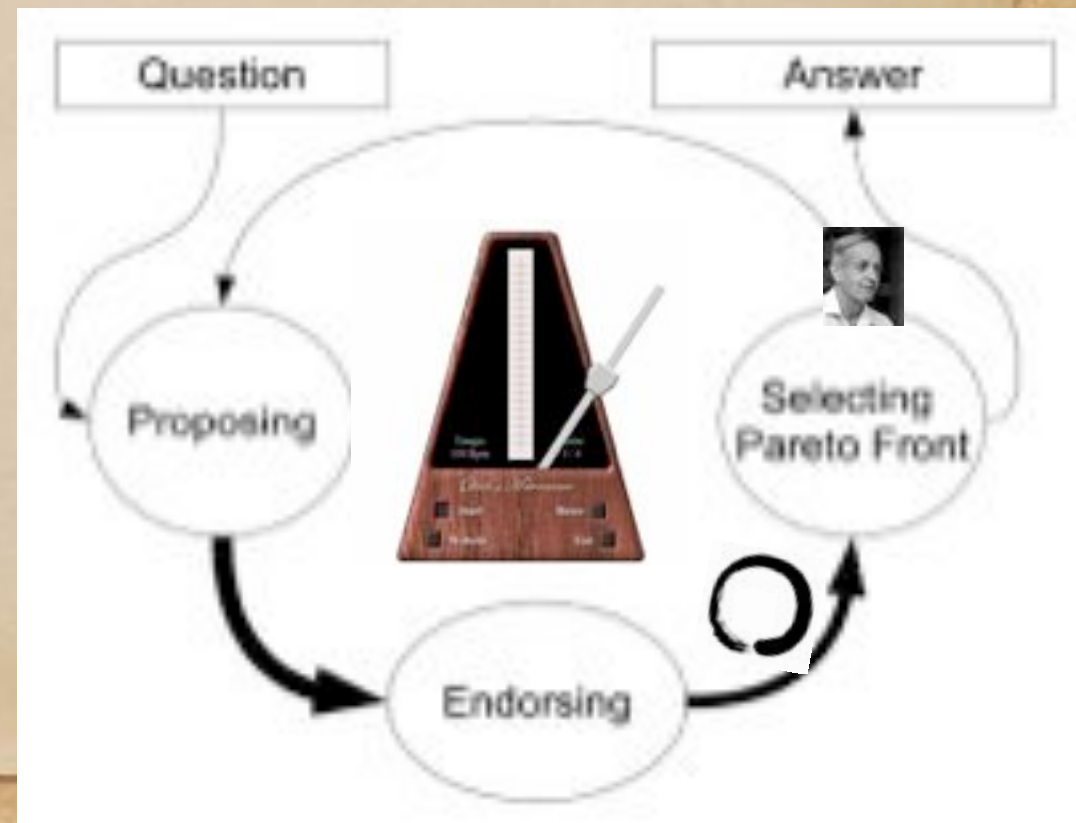 Question
Answer
Proposing
Selecting
Pareto Front
Endorsing